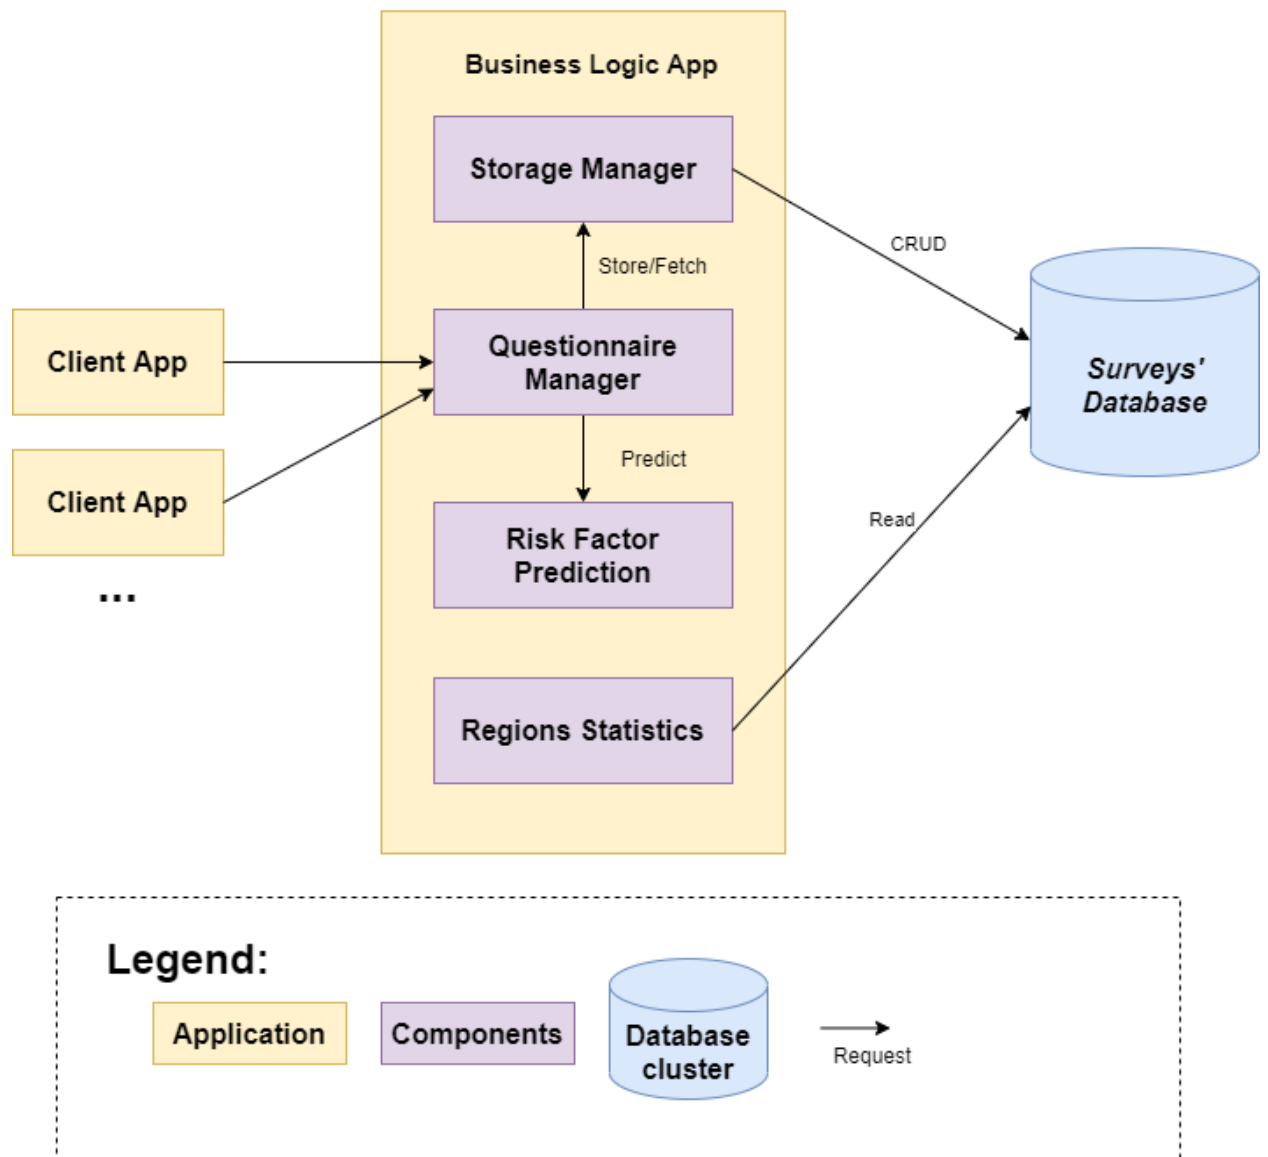 Business Logic App
Storage Manager
CRUD
Store/Fetch
Client App
Questionnaire
Manager
Surveys'
Database
Client App
Predict
Read
Risk Factor
Prediction
...
Regions Statistics
Legend:
Application
Components
Database
cluster
Request